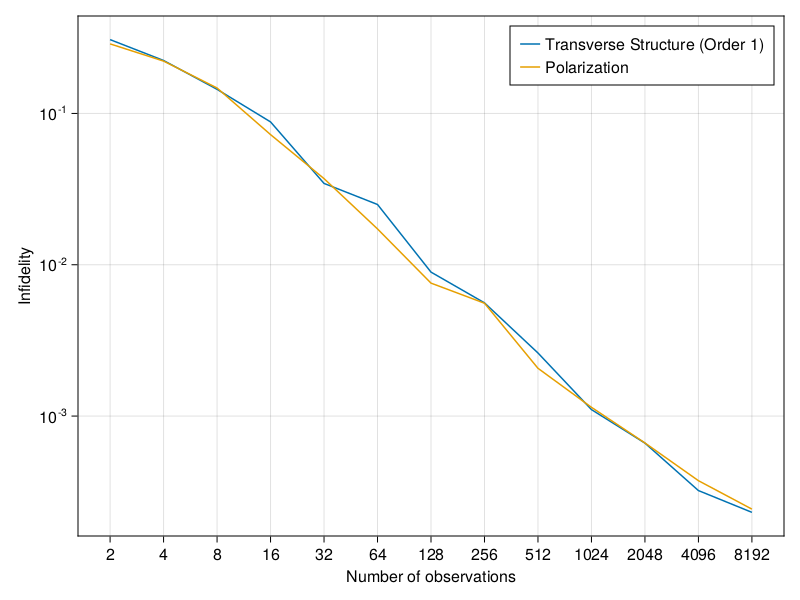 Transverse Structure (Order 1)
Polarization
10-1
10-2
10-3
Infidelity
2 4 8 16 32 64 128 256 512 1024 2048 4096 8192
Number of observations